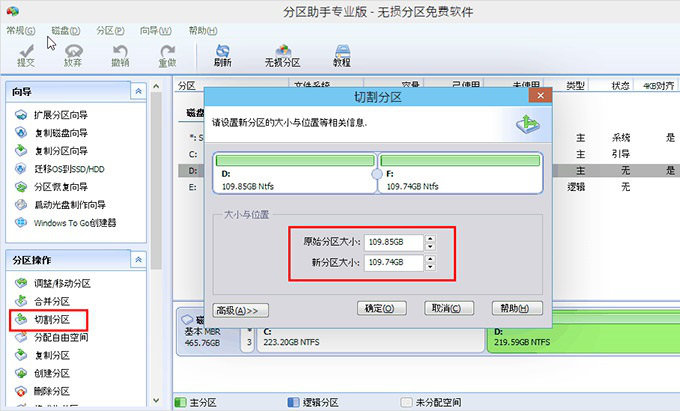 分区助手专业版 - 无损分区免费软件
常规(G) 磁盘(D) 分区(P) 向导(W) 帮助(H)
提交 放弃 撤销 重做 刷新 无损分区 教程
向导
扩展分区向导
复制磁盘向导
复制分区向导
迁移OS到SSD/HDD
分区恢复向导
启动光盘制作向导
Windows To Go创建器
分区操作
调整/移动分区
合并分区
切割分区
分配自由空间
复制分区
创建分区
删除分区
分区 文件系统 容量 已使用 未使用 类型 状态 4KB对齐
*: S 主 系统 是
C: 主 引导
D: 主 无 是
E: 逻辑 无
切割分区
请设置新分区的大小与位置等相关信息.
D: F:
109.85GB Ntfs 109.74GB Ntfs
大小与位置
原始分区大小: 109.85GB
新分区大小: 109.74GB
高级(A)>> 确定(O) 取消(C) 帮助(H)
基本 MBR
465.76GB
* 3
C:
223.20GB NTFS
D:
219.59GB NTFS
主分区 逻辑分区 未分配空间